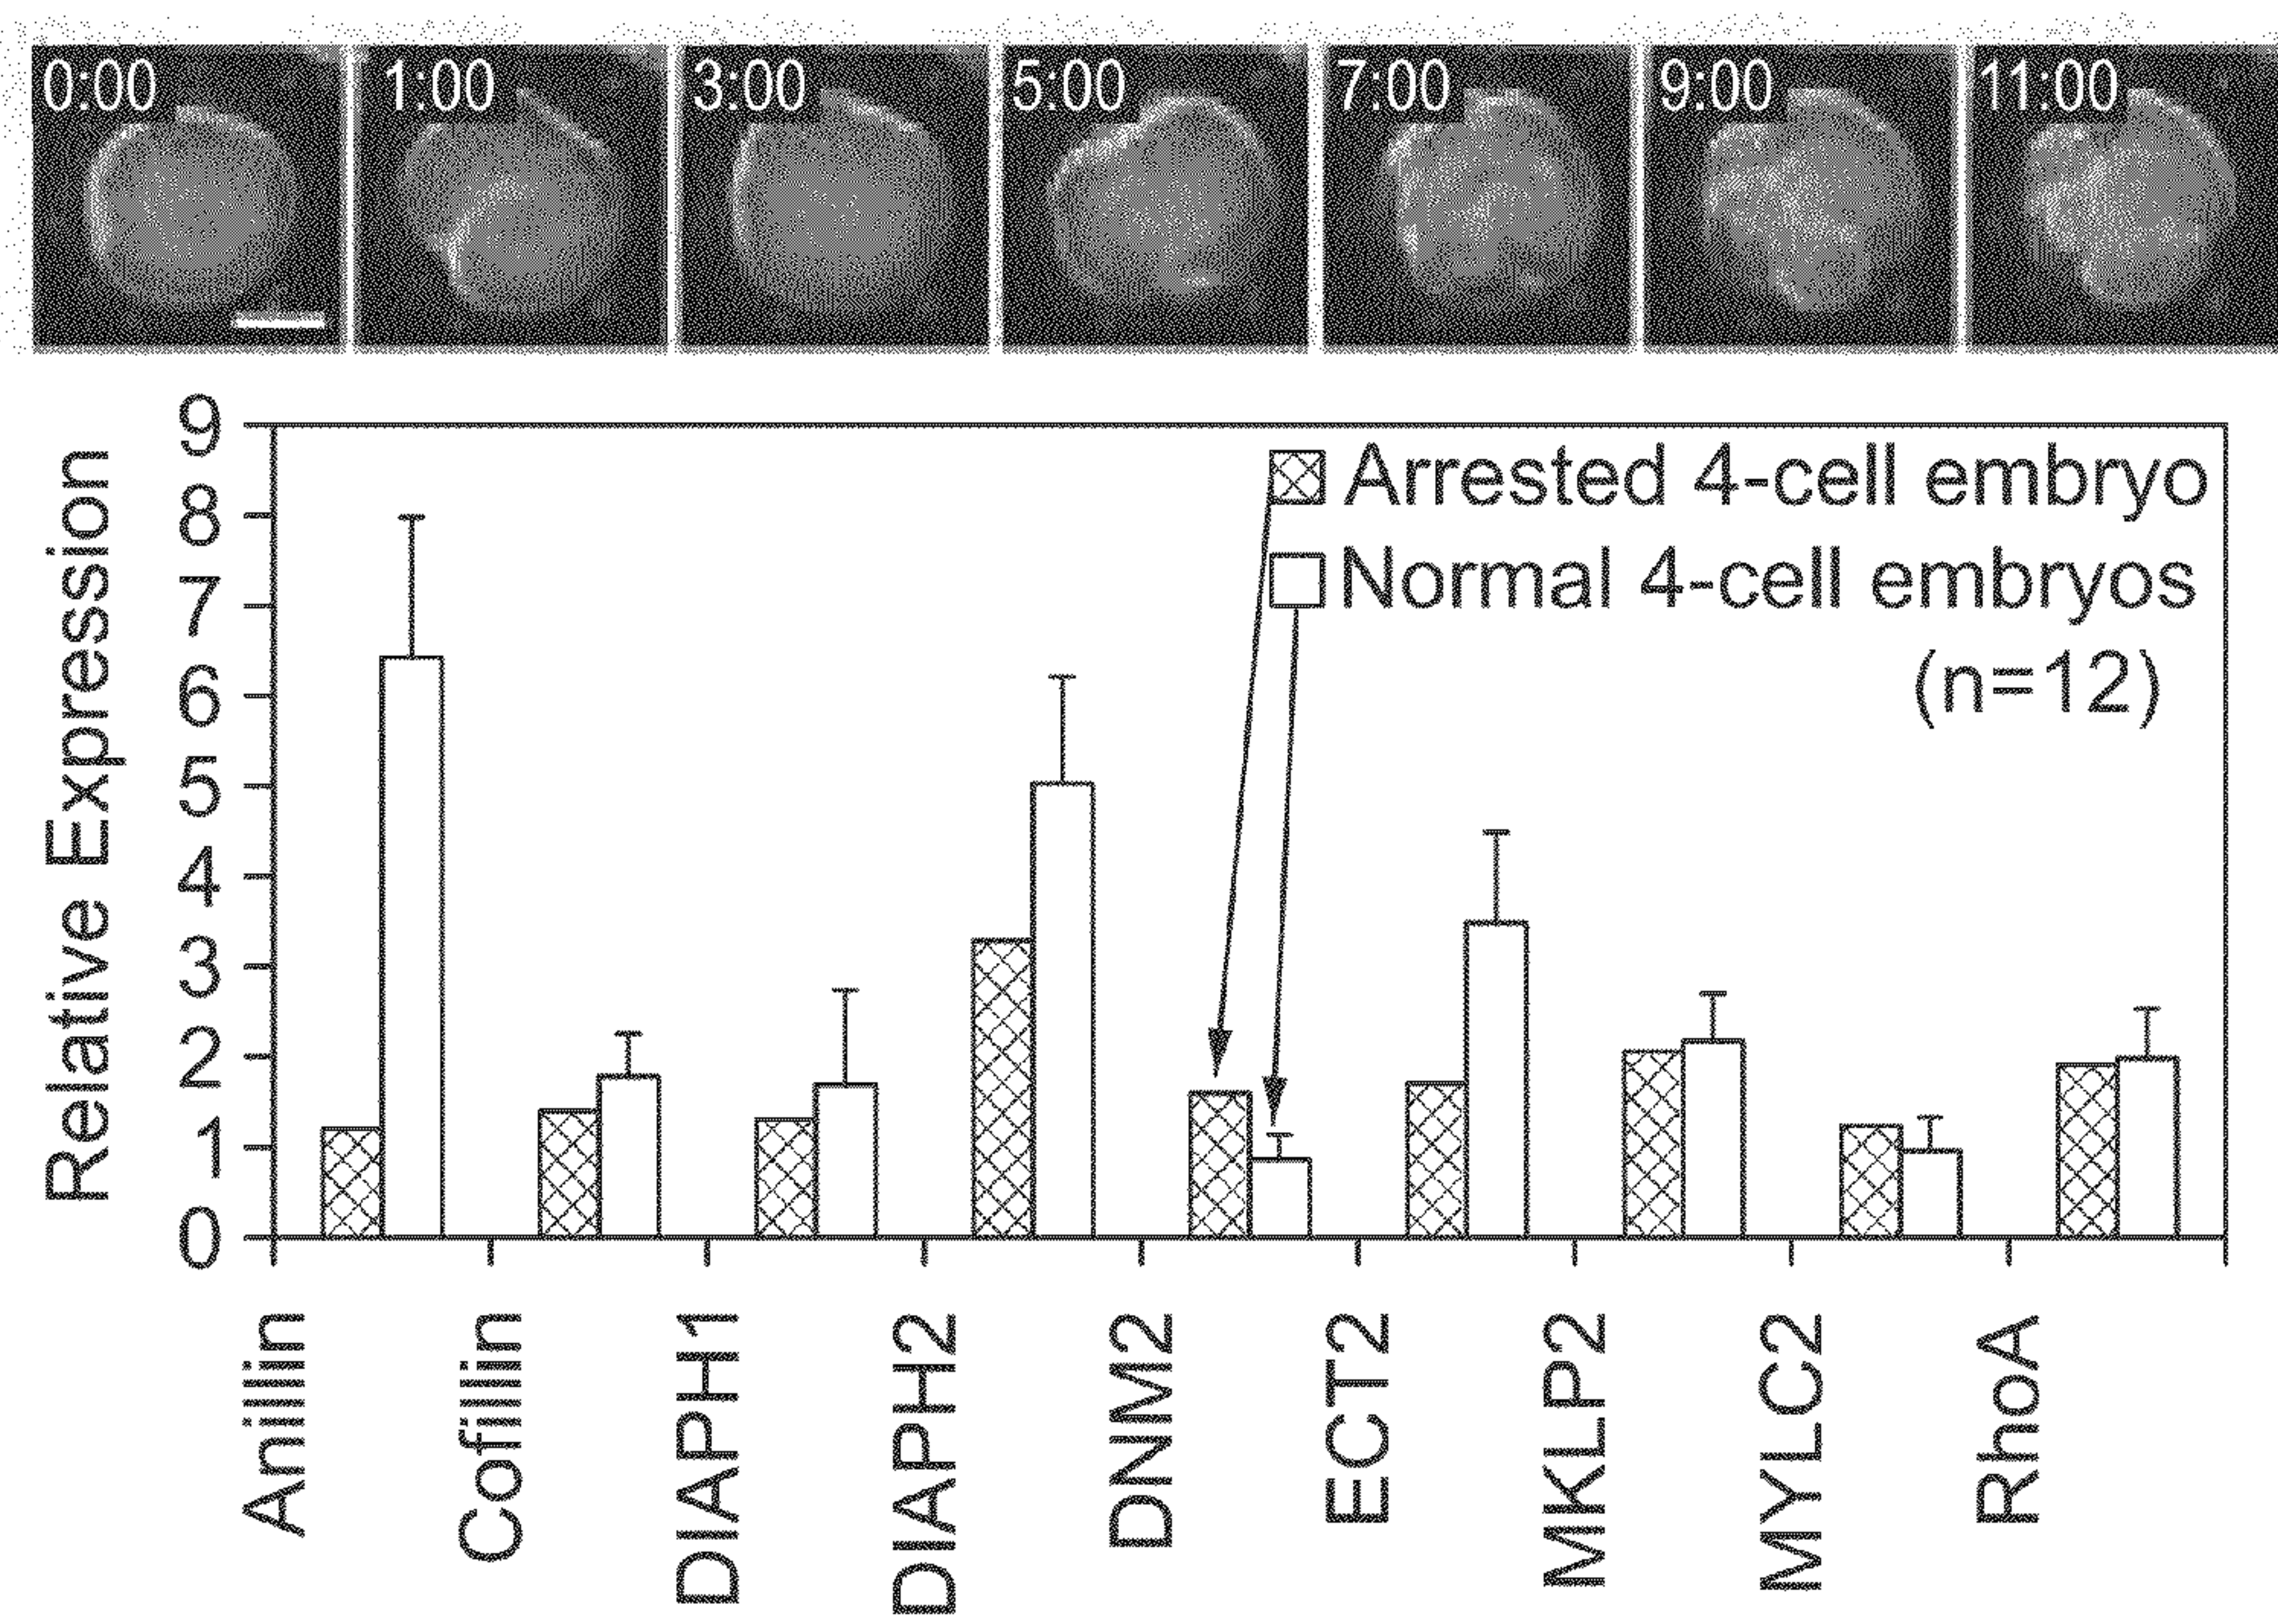 0:00
1:00
3:00
5:00
7:00
9:00
11:00
Relative Expression
9
8
7
6
5
4
3
2
1
0
Arrested 4-cell embryo
Normal 4-cell embryos
(n=12)
Anillin
Cofillin
DIAPH1
DIAPH2
DNM2
ECT2
MKLP2
MYLC2
RhoA